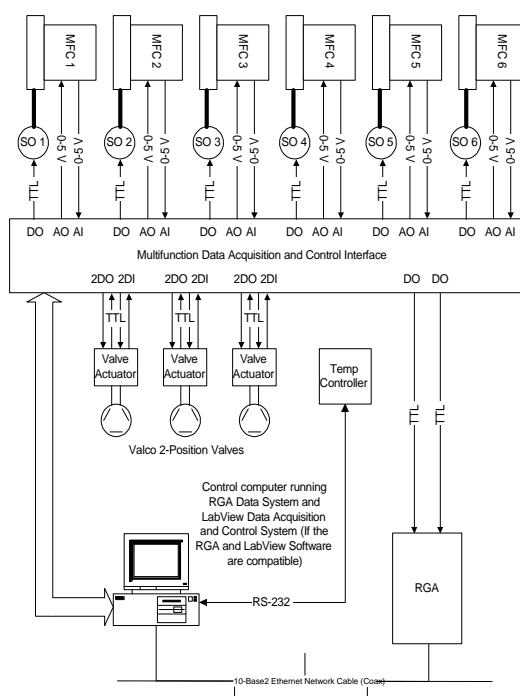 MFC 1 MFC 2 MFC 3 MFC 4 MFC 5 MFC 6
SO 1 0-5 V 0-5 V SO 2 0-5 V 0-5 V SO 3 0-5 V 0-5 V SO 4 0-5 V 0-5 V SO 5 0-5 V 0-5 V SO 6 0-5 V 0-5 V
TTL TTL TTL TTL TTL TTL
DO AO AI DO AO AI DO AO AI DO AO AI DO AO AI DO AO AI
Multifunction Data Acquisition and Control Interface
2DO 2DI 2DO 2DI 2DO 2DI DO DO
TTL TTL TTL
Valve Actuator
Valve Actuator
Valve Actuator
Temp Controller
TTL TTL
Valco 2-Position Valves
Control computer running
RGA Data System and
LabView Data Acquisition
and Control System (If the
RGA and LabView Software
are compatible)
RGA
RS-232
10-Base2 Ethernet Network Cable (Coax)